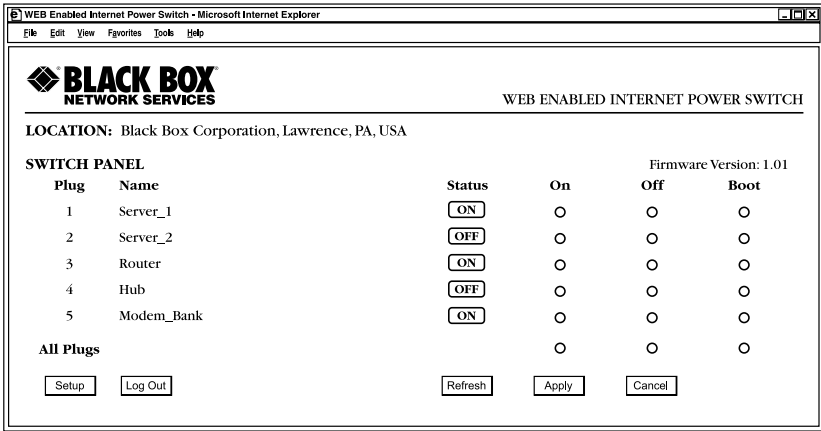 WEB Enabled Internet Power Switch - Microsoft Internet Explorer
File Edit View Favorites Tools Help
BLACK BOX®
NETWORK SERVICES
WEB ENABLED INTERNET POWER SWITCH
LOCATION: Black Box Corporation, Lawrence, PA, USA
SWITCH PANEL Firmware Version: 1.01
Plug Name Status On Off Boot
1 Server_1 ON
2 Server_2 OFF
3 Router ON
4 Hub OFF
5 Modem_Bank ON
All Plugs
Setup Log Out Refresh Apply Cancel